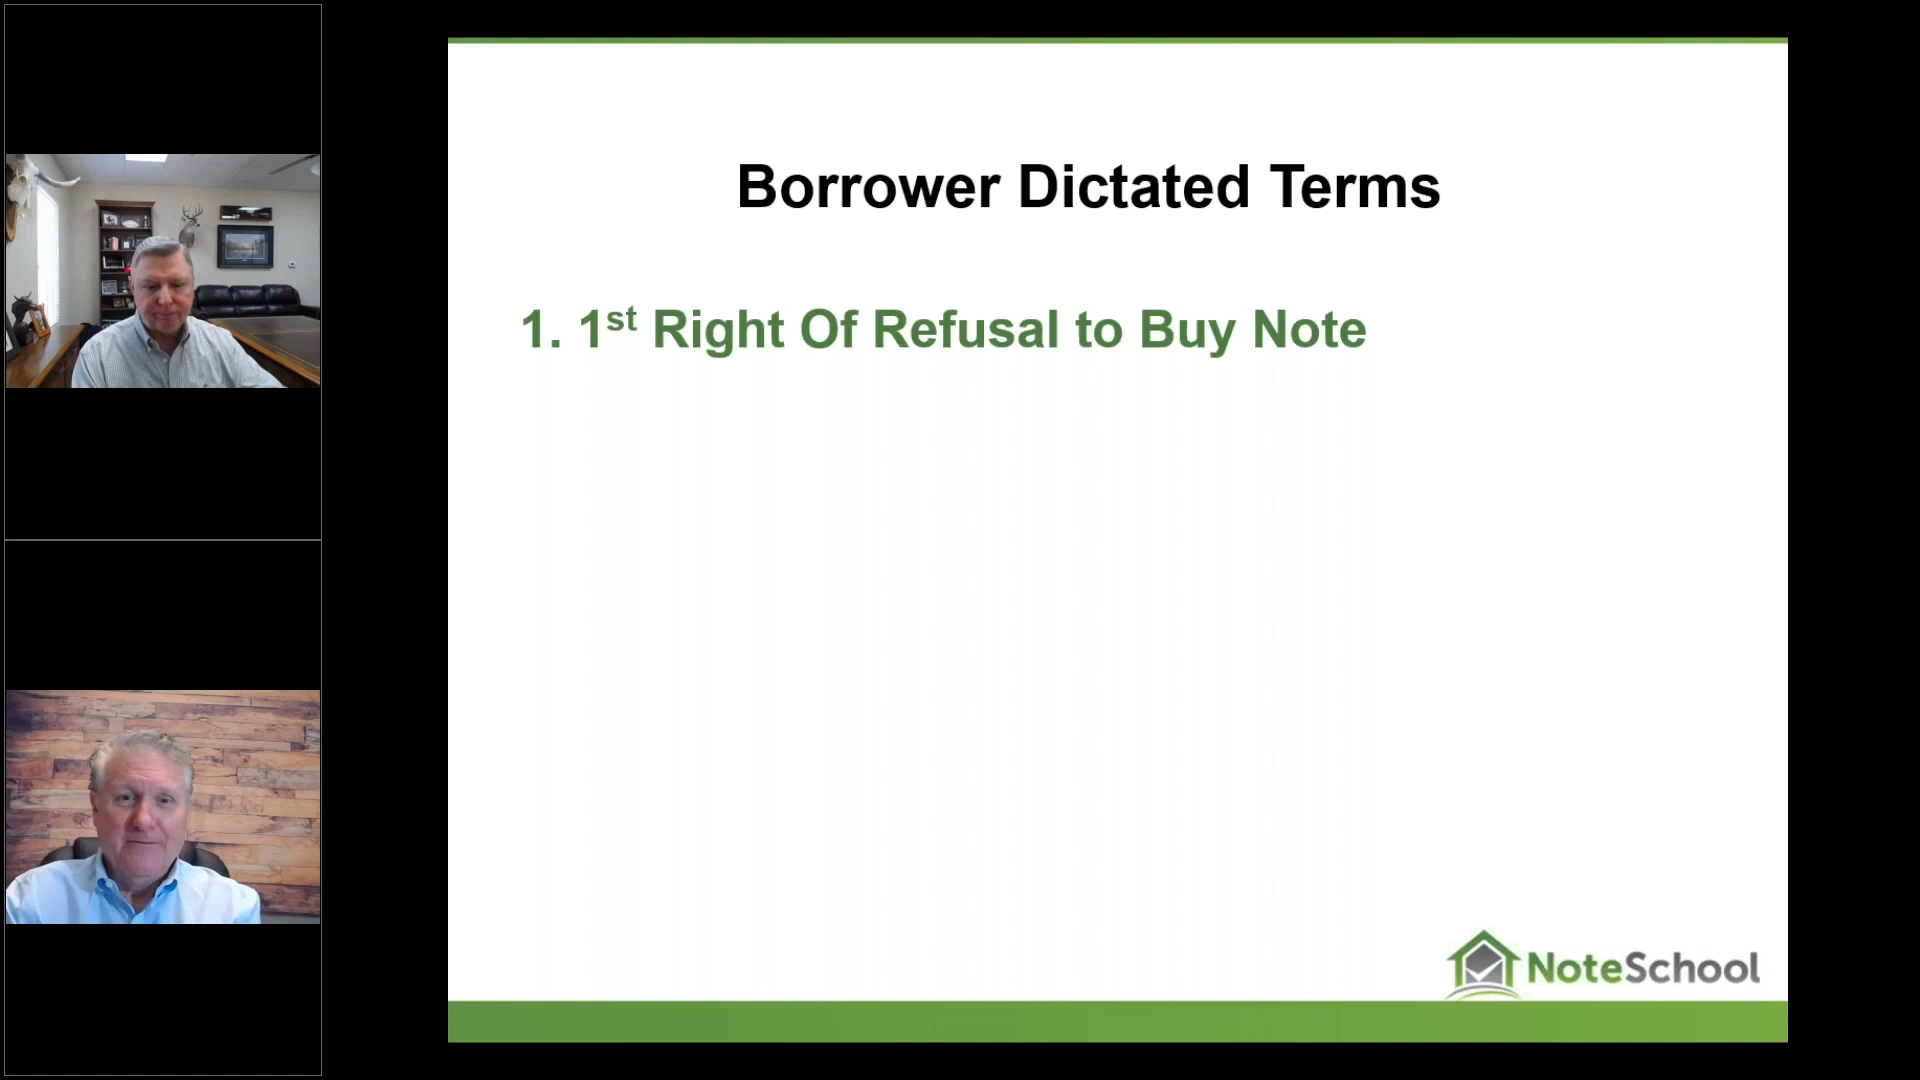 Borrower Dictated Terms
1. 1st Right Of Refusal to Buy Note
NoteSchool